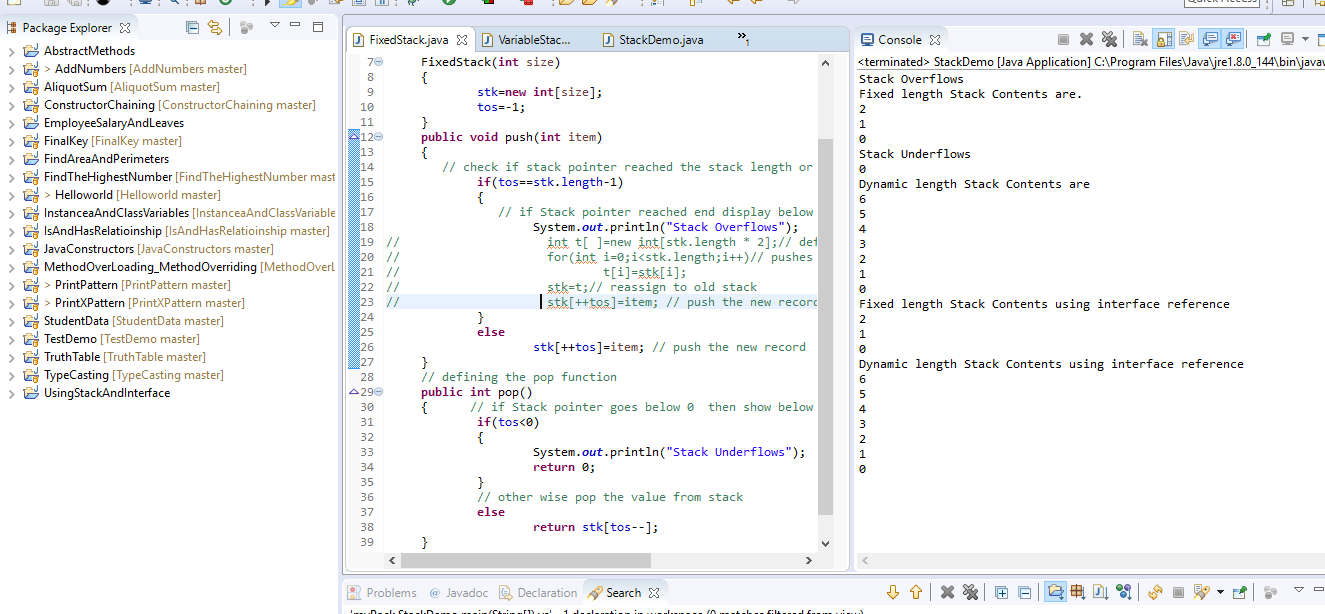 Quick Access
Package Explorer
AbstractMethods
> AddNumbers [AddNumbers master]
AliquotSum [AliquotSum master]
ConstructorChaining [ConstructorChaining master]
EmployeeSalaryAndLeaves
FinalKey [FinalKey master]
FindAreaAndPerimeters
FindTheHighestNumber [FindTheHighestNumber mast
> Helloworld [Helloworld master]
InstanceaAndClassVariables [InstanceaAndClassVariable
IsAndHasRelatioinship [IsAndHasRelatioinship master]
JavaConstructors [JavaConstructors master]
MethodOverLoading_MethodOverriding [MethodOverL
> PrintPattern [PrintPattern master]
> PrintXPattern [PrintXPattern master]
StudentData [StudentData master]
TestDemo [TestDemo master]
TruthTable [TruthTable master]
TypeCasting [TypeCasting master]
UsingStackAndInterface
FixedStack.java VariableStac... StackDemo.java »1
7 FixedStack(int size)
8 {
9 stk=new int[size];
10 tos=-1;
11 }
12 public void push(int item)
13 {
14 // check if stack pointer reached the stack length or
15 if(tos==stk.length-1)
16 {
17 // if Stack pointer reached end display below
18 System.out.println("Stack Overflows");
19 // int t[ ]=new int[stk.length * 2];// def
20 // for(int i=0;i<stk.length;i++)// pushes
21 // t[i]=stk[i];
22 // stk=t;// reassign to old stack
23 // stk[++tos]=item; // push the new record
24 }
25 else
26 stk[++tos]=item; // push the new record
27 }
28 // defining the pop function
29 public int pop()
30 { // if Stack pointer goes below 0 then show below
31 if(tos<0)
32 {
33 System.out.println("Stack Underflows");
34 return 0;
35 }
36 // other wise pop the value from stack
37 else
38 return stk[tos--];
39 }
Console
<terminated> StackDemo [Java Application] C:\Program Files\Java\jre1.8.0_144\bin\javaw
Stack Overflows
Fixed length Stack Contents are.
2
1
0
Stack Underflows
0
Dynamic length Stack Contents are
6
5
4
3
2
1
0
Fixed length Stack Contents using interface reference
2
1
0
Dynamic length Stack Contents using interface reference
6
5
4
3
2
1
0
Problems @ Javadoc Declaration Search